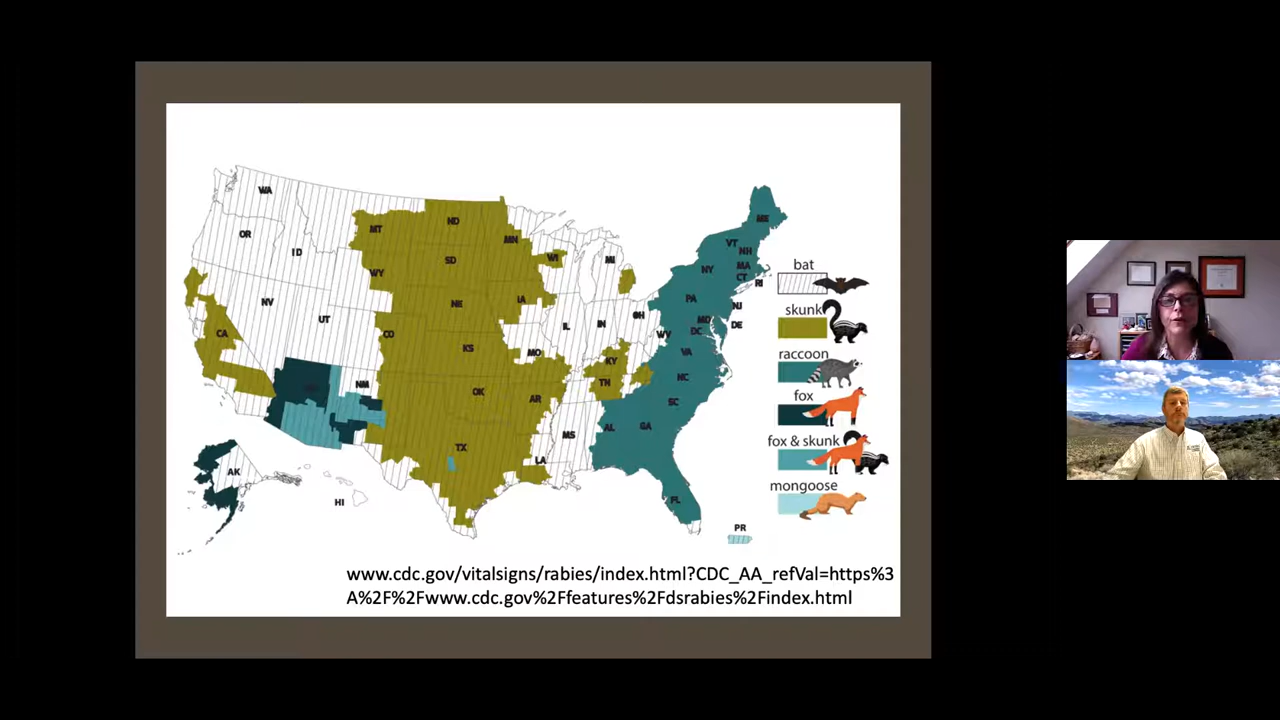 WA
OR
ID
MT
ND
MN
WI
MI
ME
VT
NH
MA
CT
RI
NY
SD
WY
NV
UT
CO
NE
IA
IL
IN
OH
PA
NJ
MD
DE
DC
WV
VA
CA
KS
MO
KY
TN
NC
NM
OK
AR
SC
MS
AL
GA
TX
LA
FL
AK
HI
PR
bat
skunk
raccoon
fox
fox & skunk
mongoose
www.cdc.gov/vitalsigns/rabies/index.html?CDC_AA_refVal=https%3
A%2F%2Fwww.cdc.gov%2Ffeatures%2Fdsrabies%2Findex.html